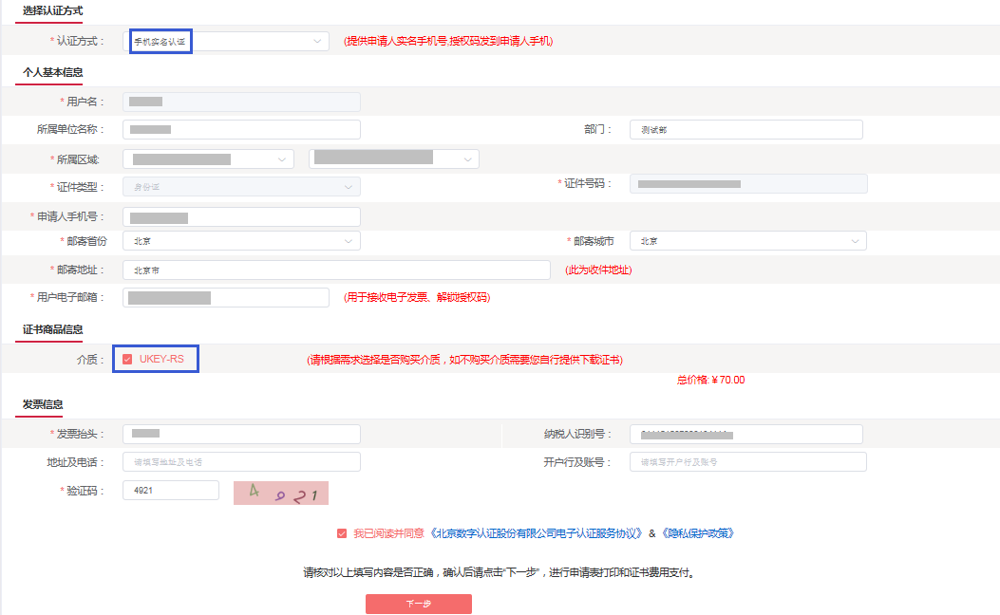 选择认证方式
* 认证方式： 手机实名认证 (提供申请人实名手机号,授权码发到申请人手机)
个人基本信息
* 用户名：
所属单位名称： 部门： 测试部
* 所属区域:
* 证件类型： 身份证 * 证件号码：
* 申请人手机号：
* 邮寄省份 北京 * 邮寄城市 北京
* 邮寄地址： 北京市 (此为收件地址)
* 用户电子邮箱： (用于接收电子发票、解锁授权码)
证书商品信息
介质： UKEY-RS (请根据需求选择是否购买介质，如不购买介质需要您自行提供下载证书)
总价格: ¥ 70.00
发票信息
* 发票抬头： 纳税人识别号：
地址及电话： 请填写地址及电话 开户行及账号： 请填写开户行及账号
* 验证码： 4921 4921
我已阅读并同意《北京数字认证股份有限公司电子认证服务协议》 & 《隐私保护政策》
请核对以上填写内容是否正确，确认后请点击“下一步”，进行申请表打印和证书费用支付。
下一步